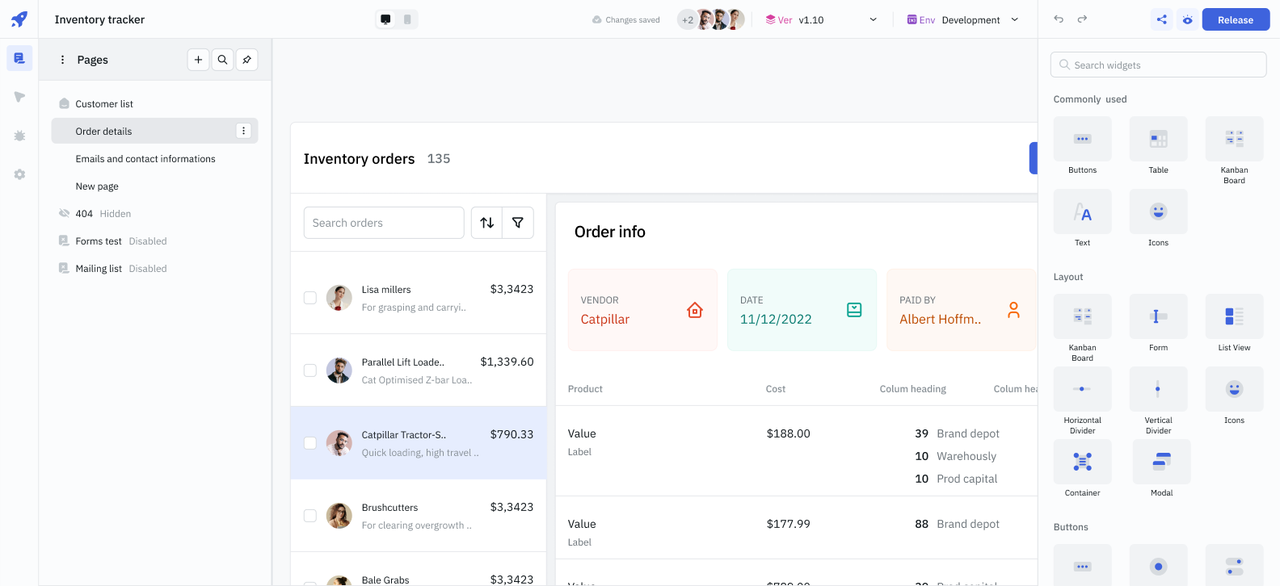 Inventory tracker
Changes saved
+2
Ver v1.10
Env Development
Release
Pages
Customer list
Order details
Emails and contact informations
New page
404 Hidden
Forms test Disabled
Mailing list Disabled
Inventory orders 135
Search orders
Lisa millers $3,3423
For grasping and carryi..
Parallel Lift Loade.. $1,339.60
Cat Optimised Z-bar Loa..
Catpillar Tractor-S.. $790.33
Quick loading, high travel ..
Brushcutters $3,3423
For clearing overgrowth ..
Bale Grabs $3,3423
Order info
VENDOR
Catpillar
DATE
11/12/2022
PAID BY
Albert Hoffm..
Product Cost Colum heading Colum hea
Value $188.00 39 Brand depot
Label
10 Warehously
10 Prod capital
Value $177.99 88 Brand depot
Label
Search widgets
Commonly used
Buttons
Table
Kanban
Board
Text
Icons
Layout
Kanban
Board
Form
List View
Horizontal
Divider
Vertical
Divider
Icons
Container
Modal
Buttons